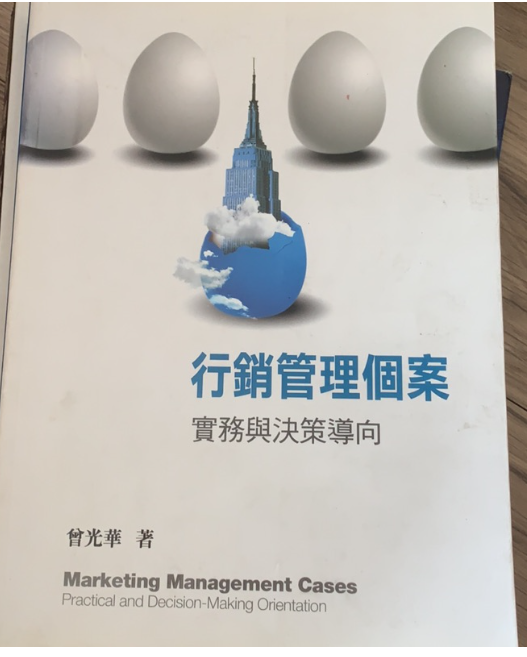 行銷管理個案
實務與決策導向
曾光華 著
Marketing Management Cases
Practical and Decision-Making Orientation